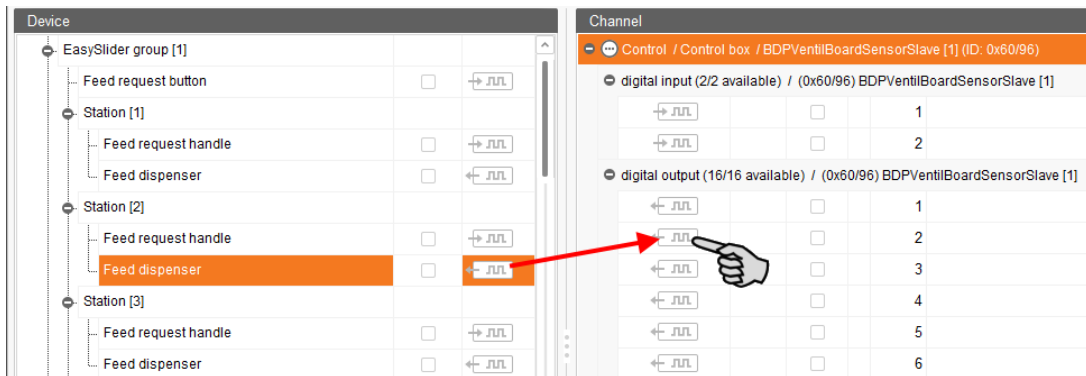 Device
EasySlider group [1]
Feed request button
Station [1]
Feed request handle
Feed dispenser
Station [2]
Feed request handle
Feed dispenser
Station [3]
Feed request handle
Feed dispenser
Channel
Control / Control box / BDPVentilBoardSensorSlave [1] (ID: 0x60/96)
digital input (2/2 available) / (0x60/96) BDPVentilBoardSensorSlave [1]
1
2
digital output (16/16 available) / (0x60/96) BDPVentilBoardSensorSlave [1]
1
2
3
4
5
6